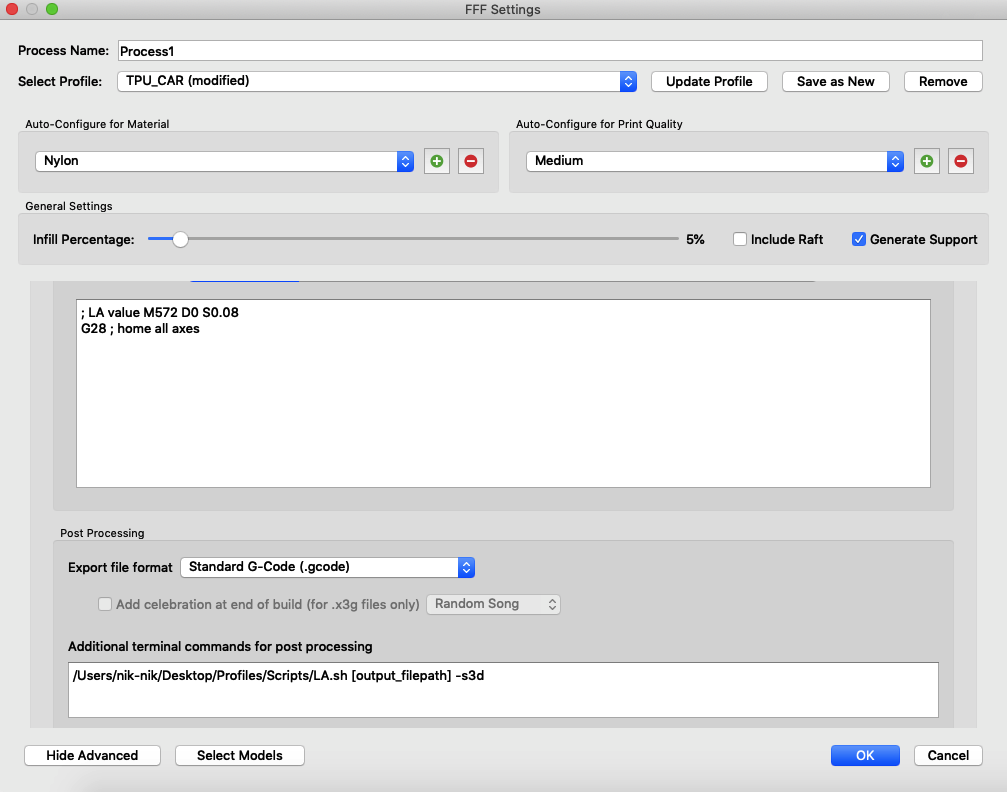 FFF Settings
Process Name: Process1
Select Profile: TPU_CAR (modified) Update Profile Save as New Remove
Auto-Configure for Material Auto-Configure for Print Quality
Nylon Medium
General Settings
Infill Percentage: 5% Include Raft Generate Support
; LA value M572 D0 S0.08
G28 ; home all axes
Post Processing
Export file format Standard G-Code (.gcode)
Add celebration at end of build (for .x3g files only) Random Song
Additional terminal commands for post processing
/Users/nik-nik/Desktop/Profiles/Scripts/LA.sh [output_filepath] -s3d
Hide Advanced Select Models OK Cancel